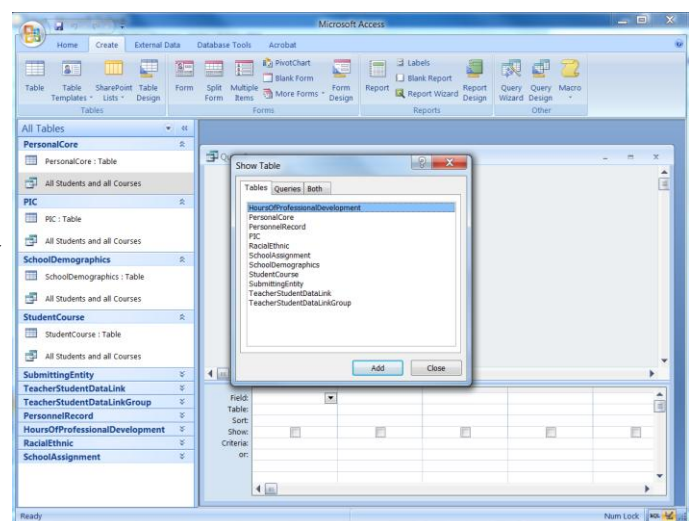 Microsoft Access
Home Create External Data Database Tools Acrobat
Table
Table Templates
SharePoint Lists
Table Design
Tables
Form
Split Form
Multiple Items
PivotChart
Blank Form
More Forms
Form Design
Forms
Report
Labels
Blank Report
Report Wizard
Report Design
Reports
Query Wizard
Query Design
Macro
Other
All Tables
PersonalCore
PersonalCore : Table
All Students and all Courses
PIC
PIC : Table
All Students and all Courses
SchoolDemographics
SchoolDemographics : Table
All Students and all Courses
StudentCourse
StudentCourse : Table
All Students and all Courses
SubmittingEntity
TeacherStudentDataLink
TeacherStudentDataLinkGroup
PersonnelRecord
HoursOfProfessionalDevelopment
RacialEthnic
SchoolAssignment
Show Table
Tables Queries Both
HoursOfProfessionalDevelopment
PersonalCore
PersonnelRecord
PIC
RacialEthnic
SchoolAssignment
SchoolDemographics
StudentCourse
SubmittingEntity
TeacherStudentDataLink
TeacherStudentDataLinkGroup
Add Close
Field:
Table:
Sort:
Show:
Criteria:
or:
Ready
Num Lock